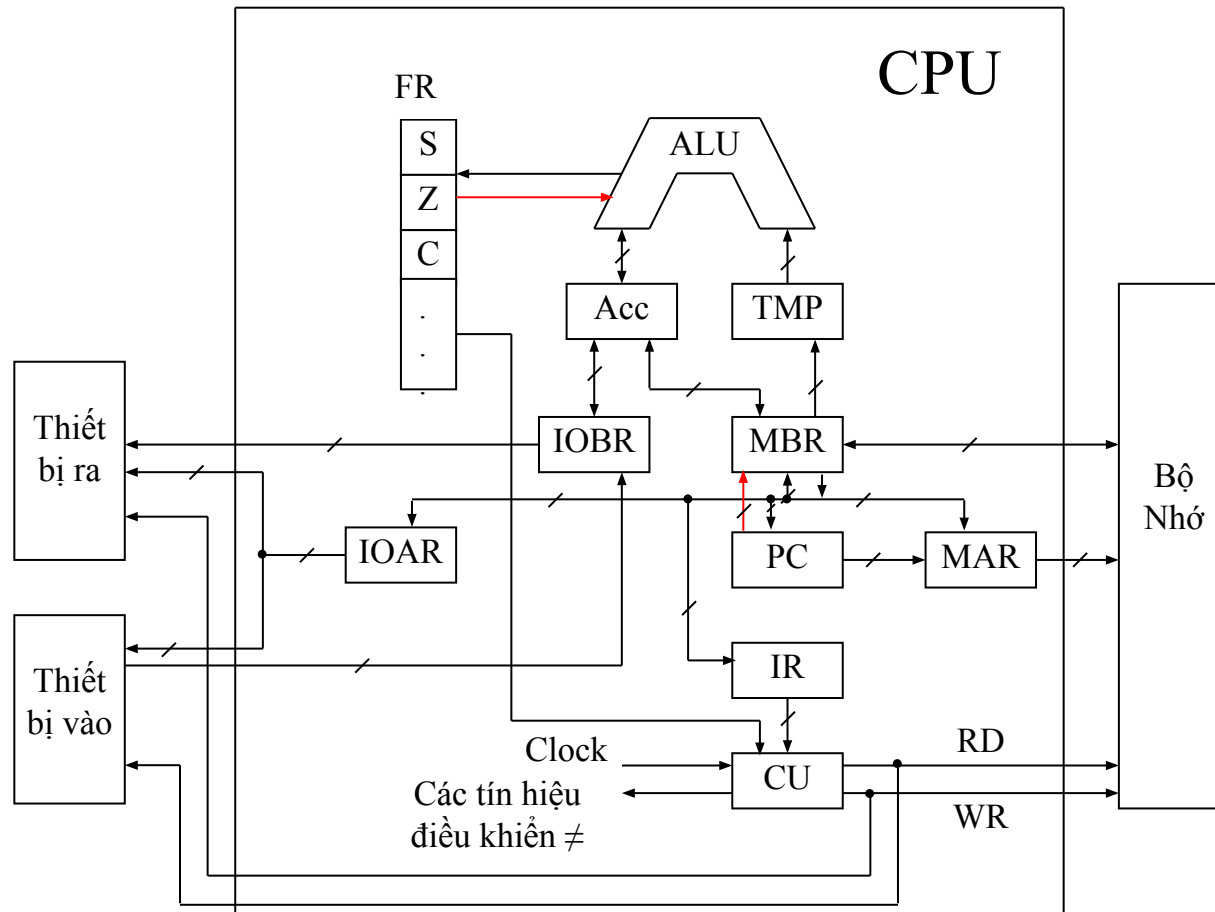 CPU
FR
S
ALU
Z
C
Acc
TMP
.
.
.
.
Thiết
bị ra
IOBR
MBR
Bộ
Nhớ
IOAR
PC
MAR
Thiết
bị vào
IR
Clock
CU
RD
Các tín hiệu
điều khiển ≠
WR